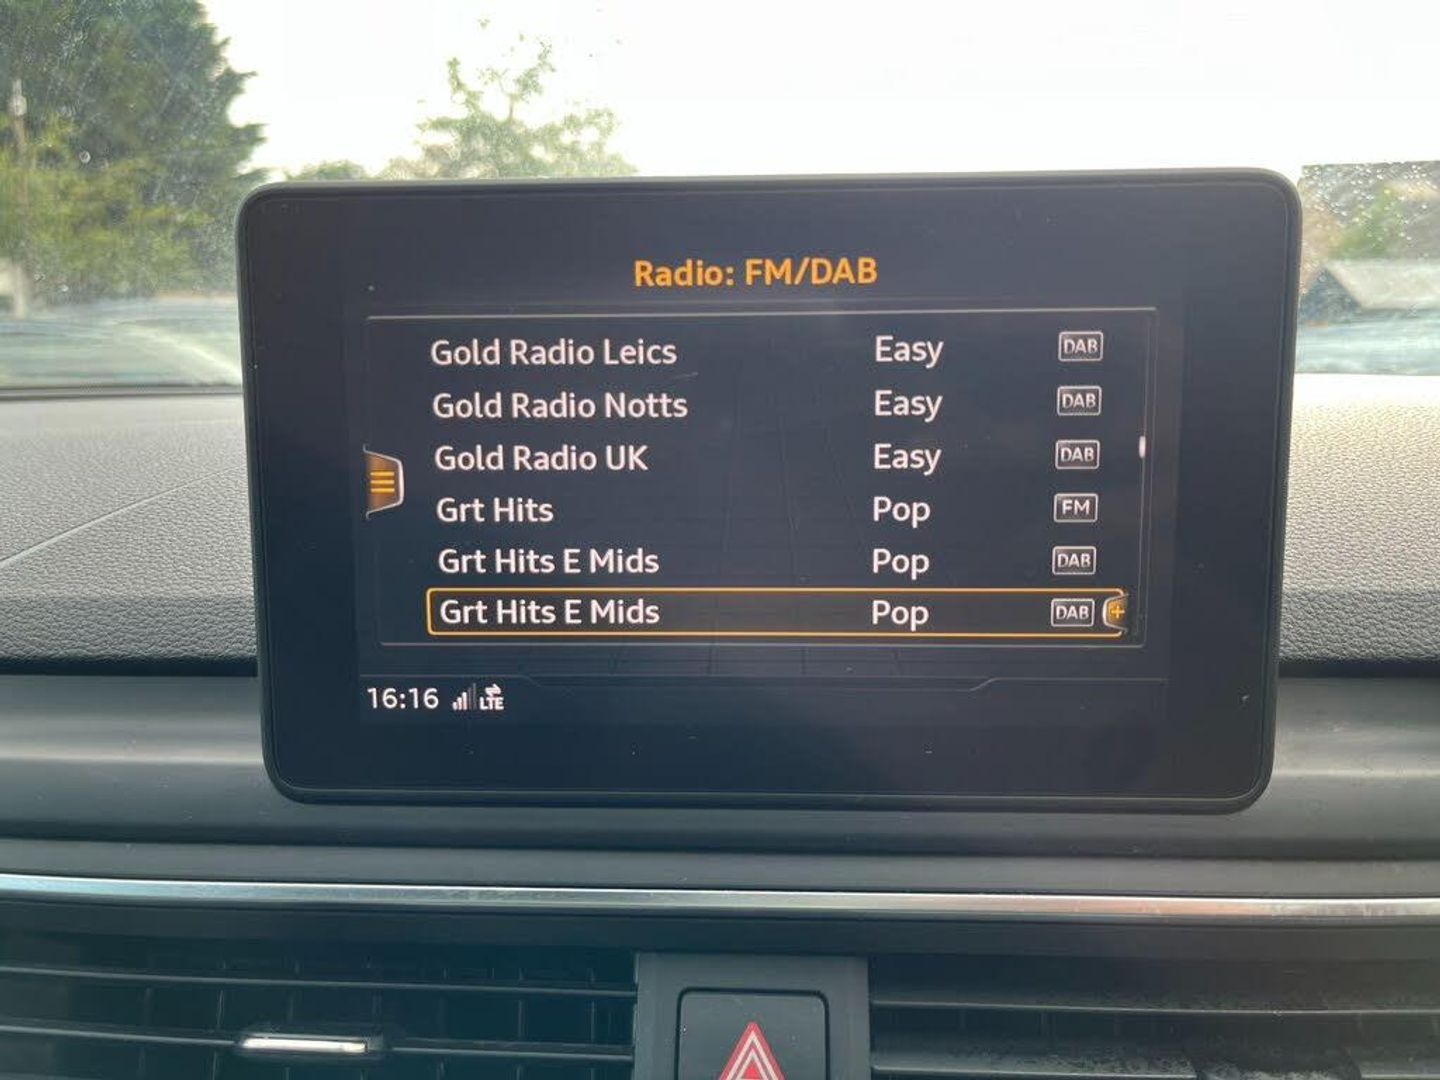 Radio: FM/DAB
Gold Radio Leics Easy DAB
Gold Radio Notts Easy DAB
Gold Radio UK Easy DAB
Grt Hits Pop FM
Grt Hits E Mids Pop DAB
Grt Hits E Mids Pop DAB +
16:16 LTE